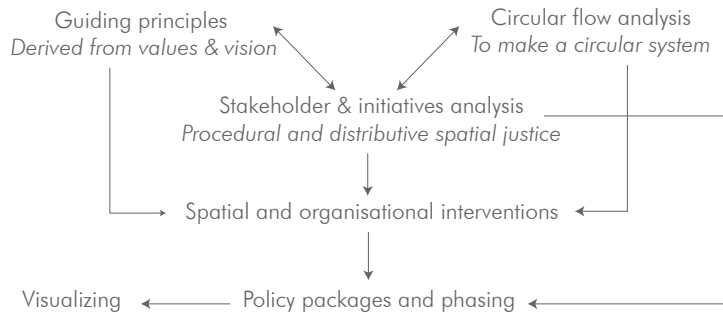 Guiding principles
Derived from values & vision
Circular flow analysis
To make a circular system
Stakeholder & initiatives analysis
Procedural and distributive spatial justice
Spatial and organisational interventions
Visualizing
Policy packages and phasing